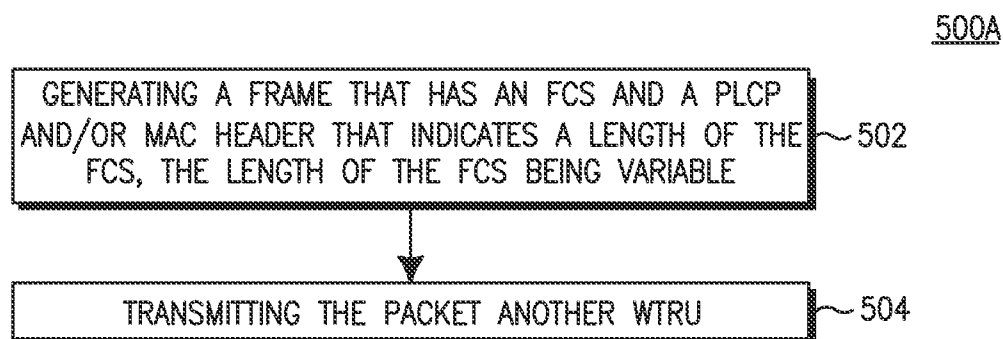 500A
GENERATING A FRAME THAT HAS AN FCS AND A PLCP
AND/OR MAC HEADER THAT INDICATES A LENGTH OF THE
FCS, THE LENGTH OF THE FCS BEING VARIABLE
502
TRANSMITTING THE PACKET ANOTHER WTRU
504